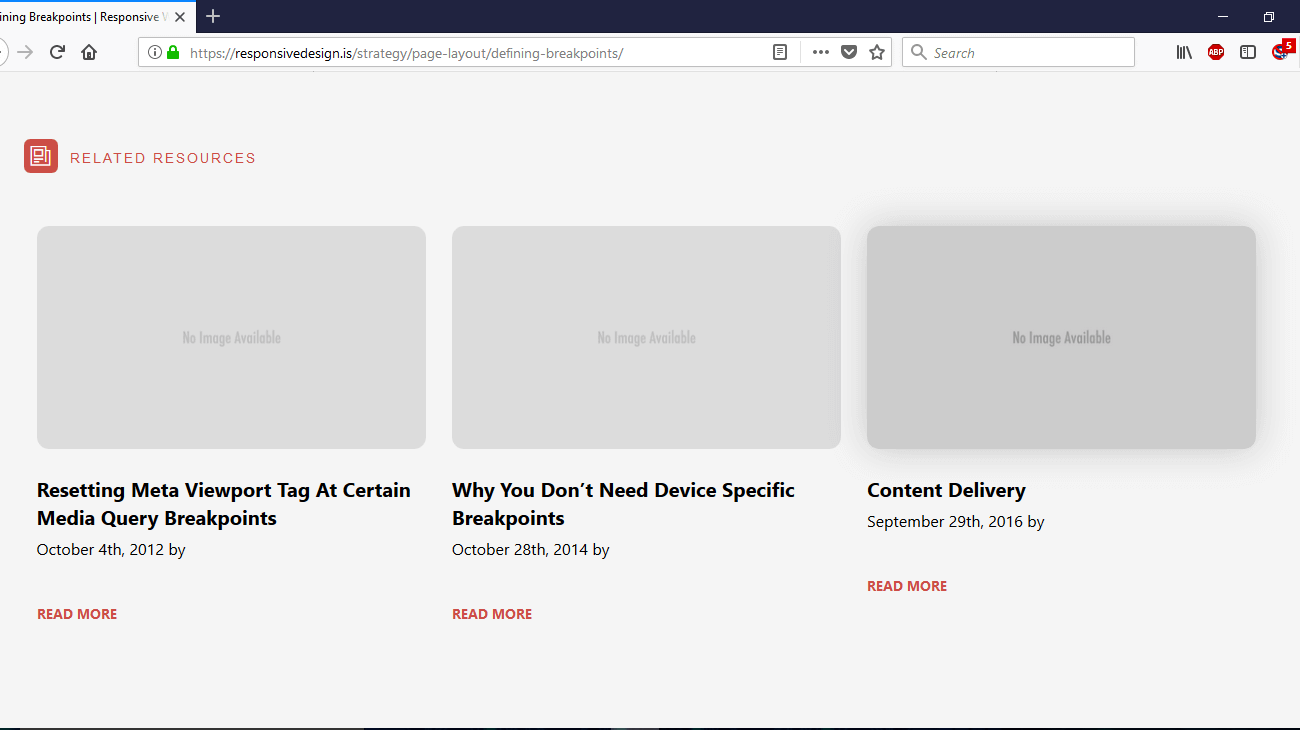 ining Breakpoints | Responsive W
https://responsivedesign.is/strategy/page-layout/defining-breakpoints/
Search
ABP
5
RELATED RESOURCES
No Image Available
No Image Available
No Image Available
Resetting Meta Viewport Tag At Certain
Media Query Breakpoints
October 4th, 2012 by
READ MORE
Why You Don’t Need Device Specific
Breakpoints
October 28th, 2014 by
READ MORE
Content Delivery
September 29th, 2016 by
READ MORE